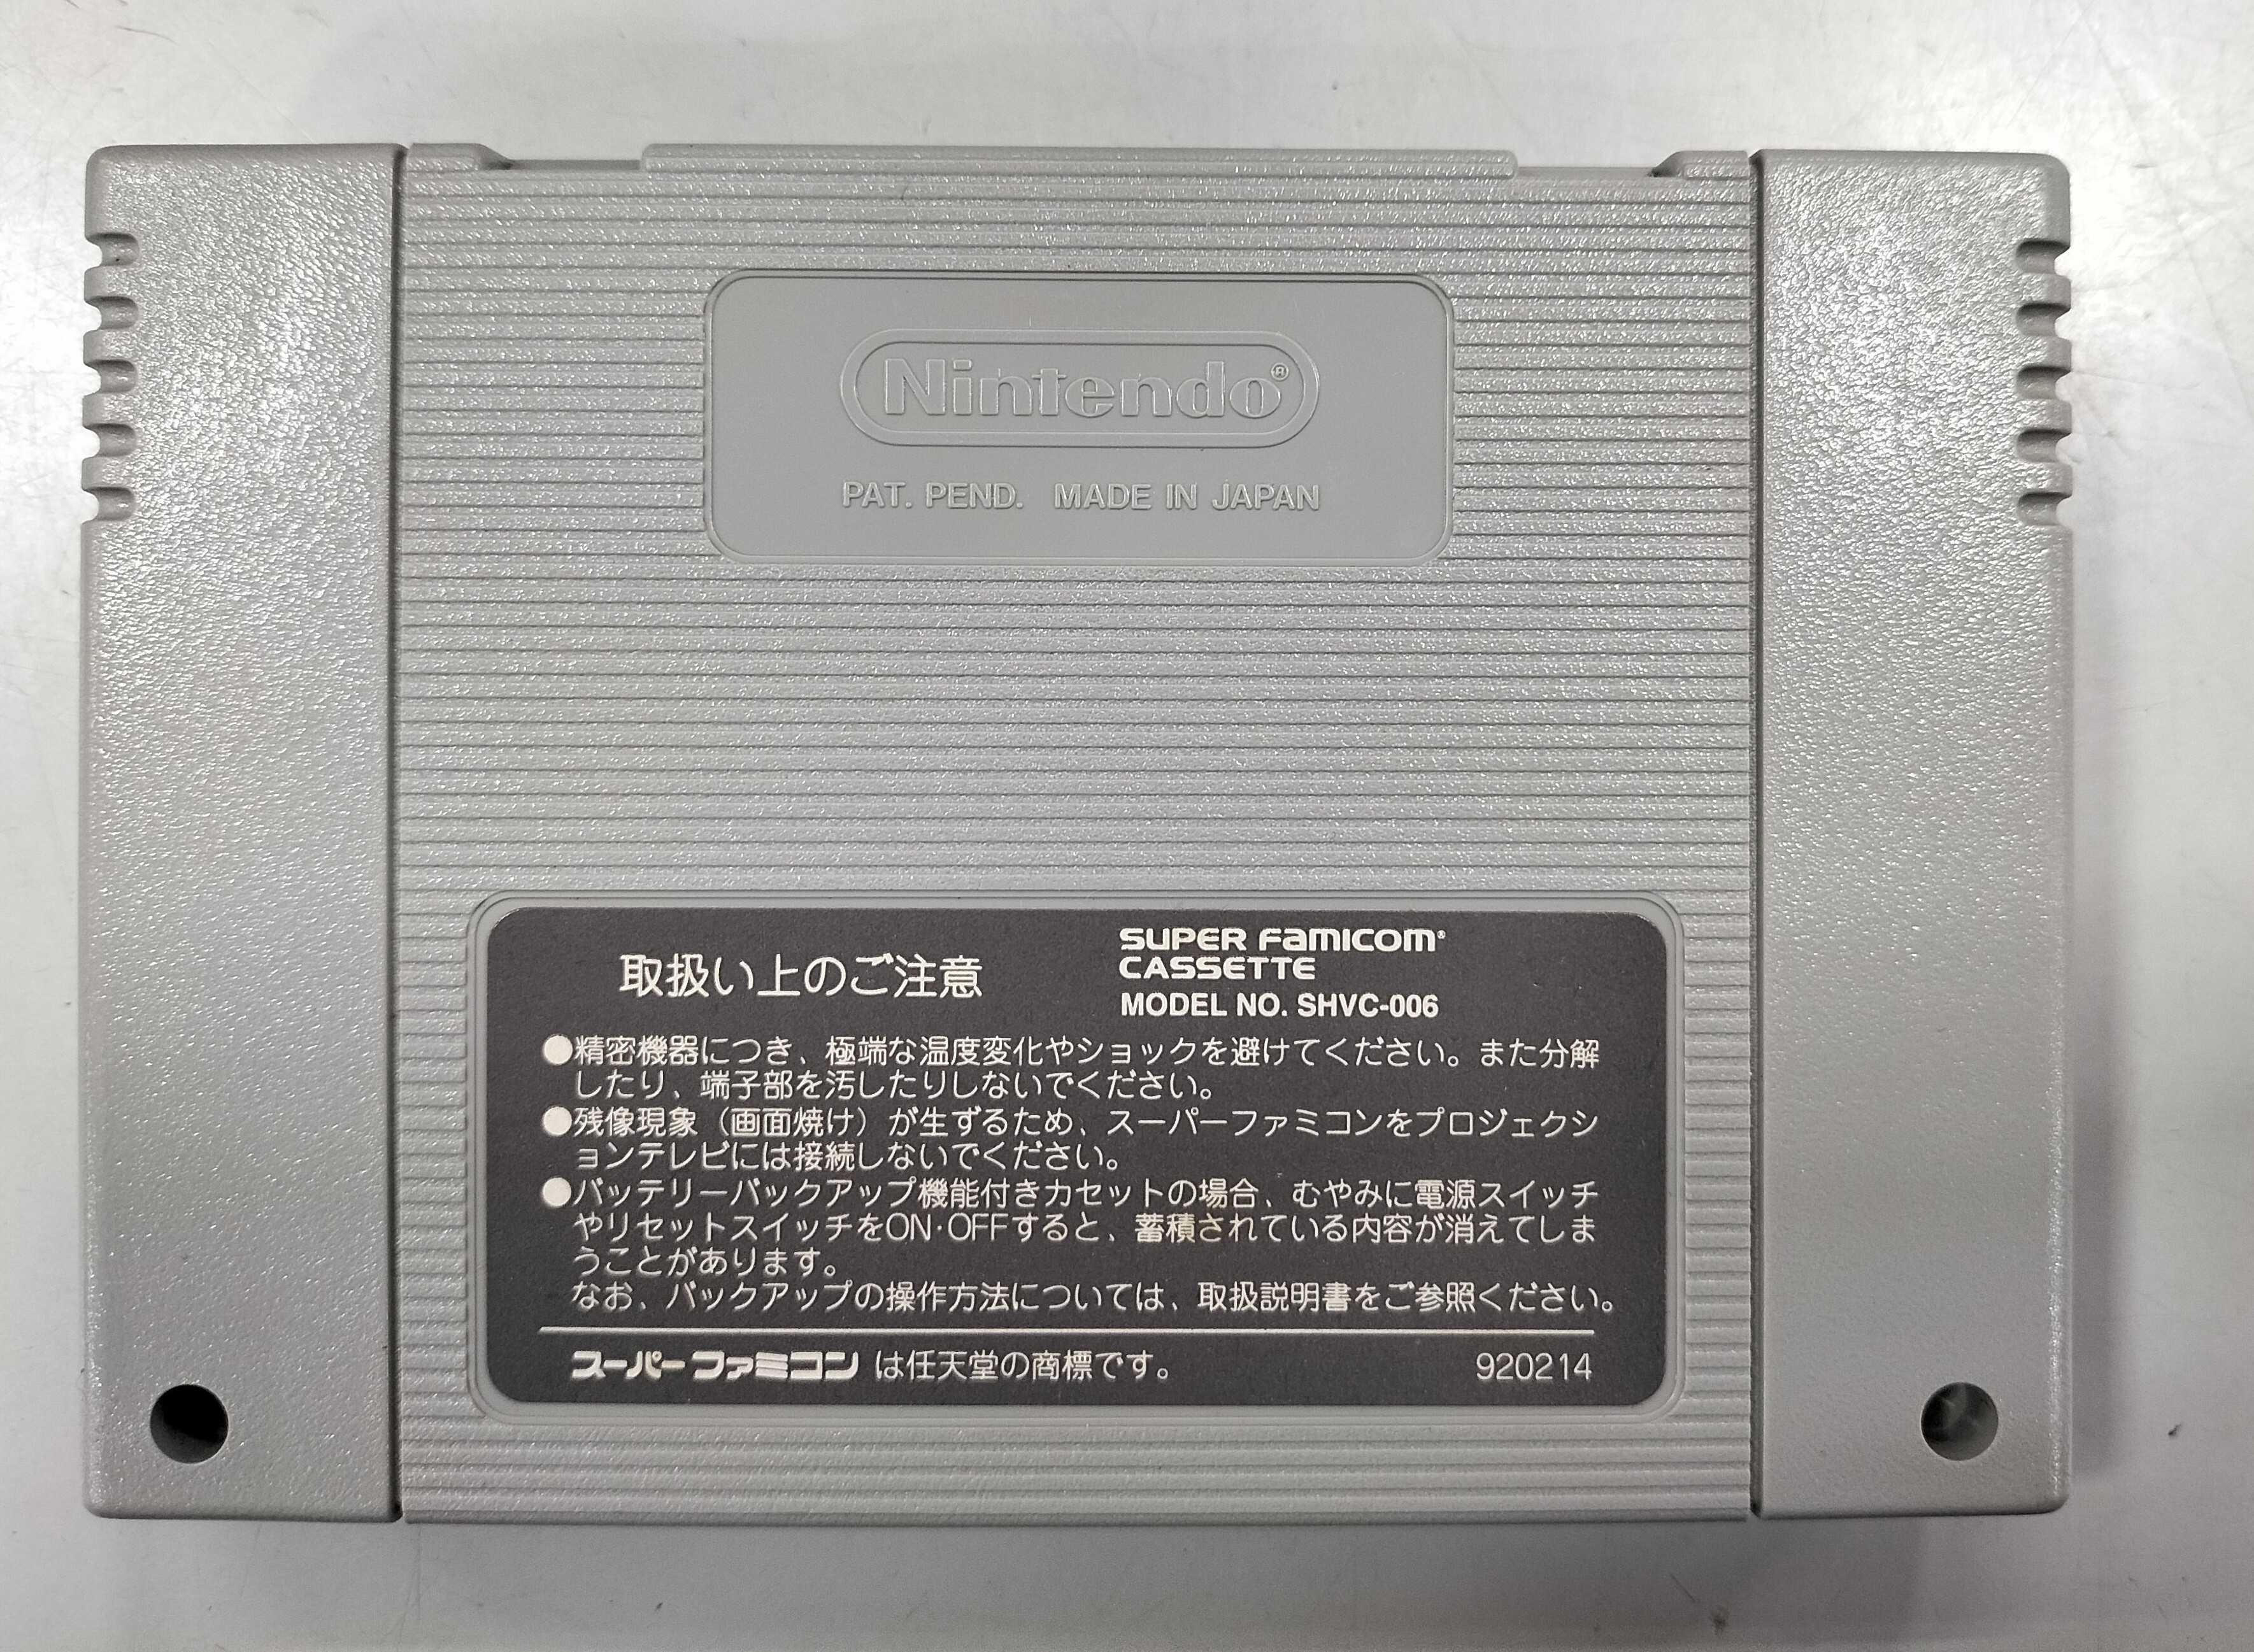 Nintendo®
PAT. PEND. MADE IN JAPAN
取扱い上のご注意
SUPER FAMICOM
CASSETTE
MODEL NO. SHVC-006
●精密機器につき、極端な温度変化やショックを避けてください。また分解
したり、端子部を汚したりしないでください。
●残像現象（画面焼け）が生ずるため、スーパーファミコンをプロジェクシ
ョンテレビには接続しないでください。
●バッテリーバックアップ機能付きカセットの場合、むやみに電源スイッチ
やリセットスイッチをON·OFFすると、蓄積されている内容が消えてしま
うことがあります。
なお、バックアップの操作方法については、取扱説明書をご参照ください。
スーパーファミコン は任天堂の商標です。 920214